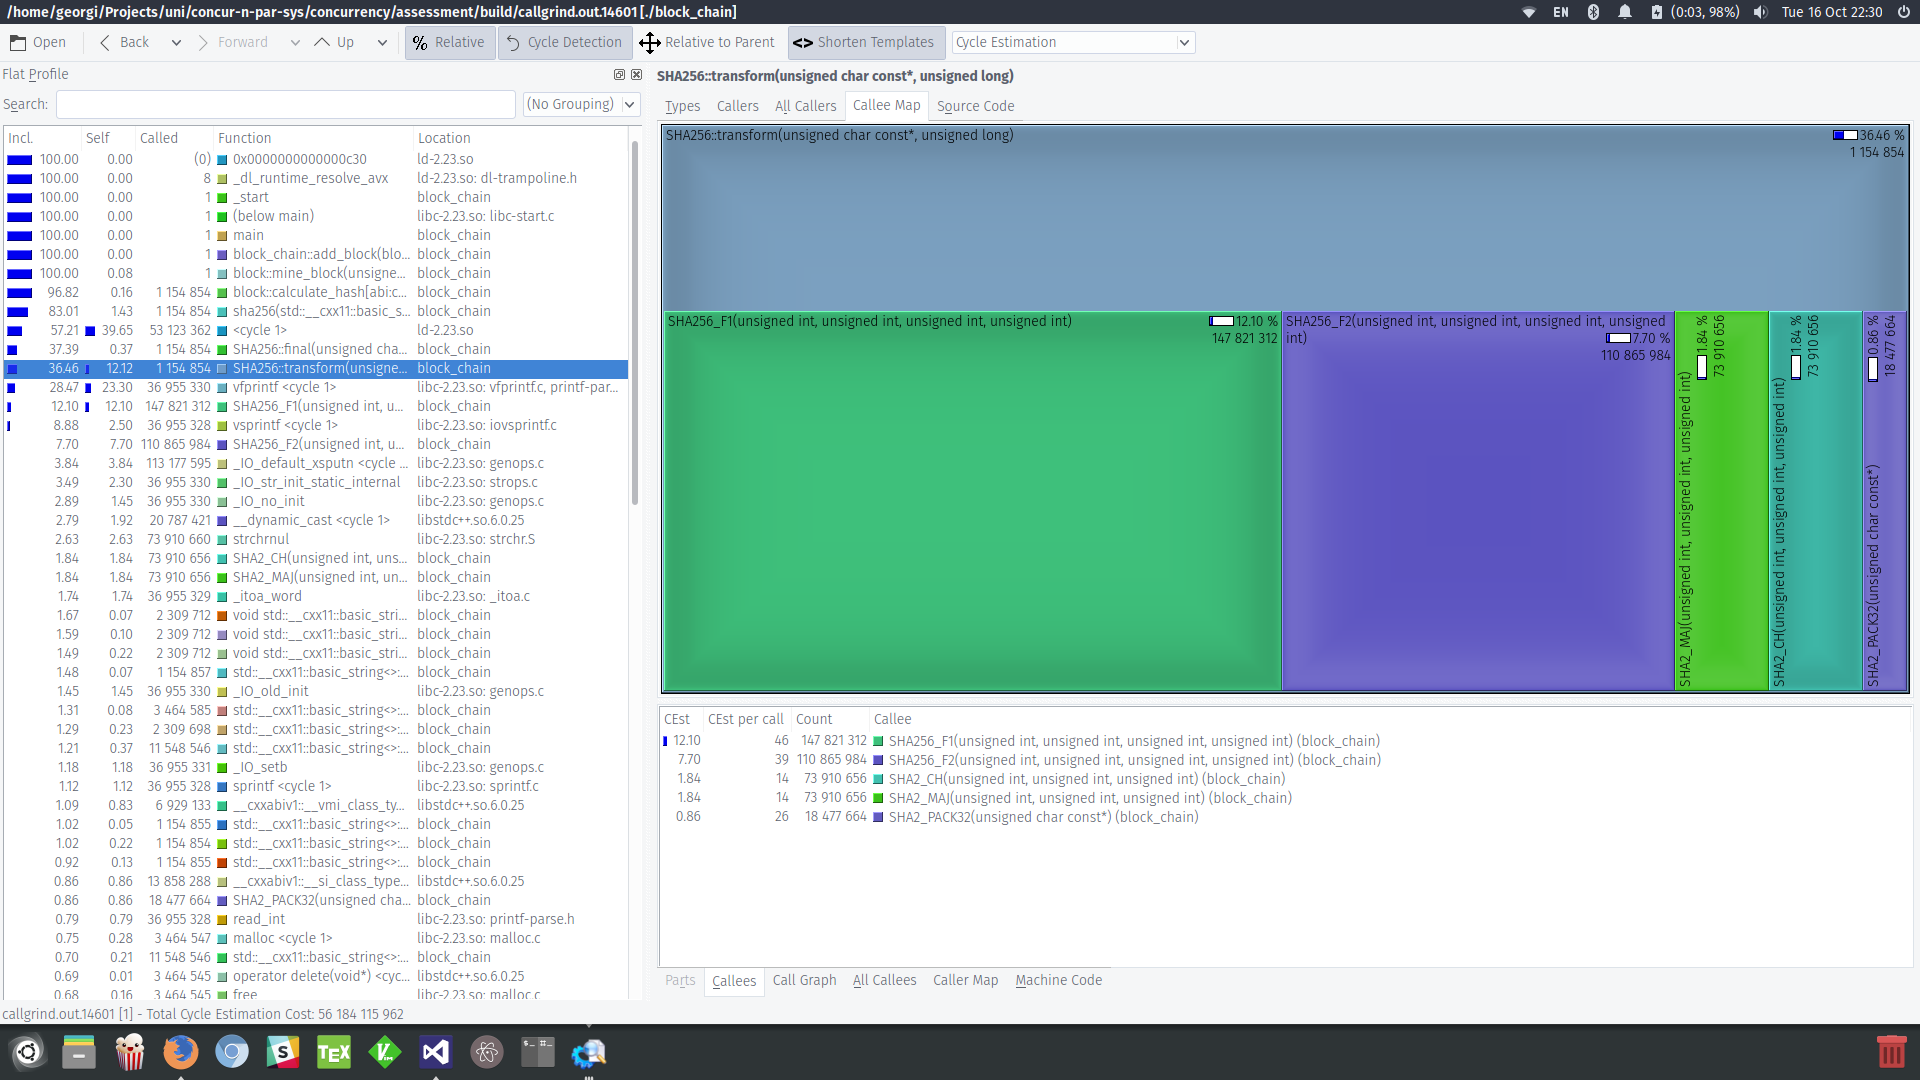 /home/georgi/Projects/uni/concur-n-par-sys/concurrency/assessment/build/callgrind.out.14601 [./block_chain]
EN (0:03, 98%) Tue 16 Oct 22:30
Open Back Forward Up % Relative Cycle Detection Relative to Parent <> Shorten Templates Cycle Estimation
Flat Profile
Search: (No Grouping)
Incl. Self Called Function Location
100.00 0.00 (0) 0x0000000000000c30 ld-2.23.so
100.00 0.00 8 _dl_runtime_resolve_avx ld-2.23.so: dl-trampoline.h
100.00 0.00 1 _start block_chain
100.00 0.00 1 (below main) libc-2.23.so: libc-start.c
100.00 0.00 1 main block_chain
100.00 0.00 1 block_chain::add_block(blo... block_chain
100.00 0.08 1 block::mine_block(unsigne... block_chain
96.82 0.16 1 154 854 block::calculate_hash[abi:c... block_chain
83.01 1.43 1 154 854 sha256(std::__cxx11::basic_s... block_chain
57.21 39.65 53 123 362 <cycle 1> ld-2.23.so
37.39 0.37 1 154 854 SHA256::final(unsigned cha... block_chain
36.46 12.12 1 154 854 SHA256::transform(unsigne... block_chain
28.47 23.30 36 955 330 vfprintf <cycle 1> libc-2.23.so: vfprintf.c, printf-par...
12.10 12.10 147 821 312 SHA256_F1(unsigned int, u... block_chain
8.88 2.50 36 955 328 vsprintf <cycle 1> libc-2.23.so: iovsprintf.c
7.70 7.70 110 865 984 SHA256_F2(unsigned int, u... block_chain
3.84 3.84 113 177 595 _IO_default_xsputn <cycle ... libc-2.23.so: genops.c
3.49 2.30 36 955 330 _IO_str_init_static_internal libc-2.23.so: strops.c
2.89 1.45 36 955 330 _IO_no_init libc-2.23.so: genops.c
2.79 1.92 20 787 421 __dynamic_cast <cycle 1> libstdc++.so.6.0.25
2.63 2.63 73 910 660 strchrnul libc-2.23.so: strchr.S
1.84 1.84 73 910 656 SHA2_CH(unsigned int, uns... block_chain
1.84 1.84 73 910 656 SHA2_MAJ(unsigned int, un... block_chain
1.74 1.74 36 955 329 _itoa_word libc-2.23.so: _itoa.c
1.67 0.07 2 309 712 void std::__cxx11::basic_stri... block_chain
1.59 0.10 2 309 712 void std::__cxx11::basic_stri... block_chain
1.49 0.22 2 309 712 void std::__cxx11::basic_stri... block_chain
1.48 0.07 1 154 857 std::__cxx11::basic_string<>:... block_chain
1.45 1.45 36 955 330 _IO_old_init libc-2.23.so: genops.c
1.31 0.08 3 464 585 std::__cxx11::basic_string<>:... block_chain
1.29 0.23 2 309 698 std::__cxx11::basic_string<>:... block_chain
1.21 0.37 11 548 546 std::__cxx11::basic_string<>:... block_chain
1.18 1.18 36 955 331 _IO_setb libc-2.23.so: genops.c
1.12 1.12 36 955 328 sprintf <cycle 1> libc-2.23.so: sprintf.c
1.09 0.83 6 929 133 __cxxabiv1::__vmi_class_ty... libstdc++.so.6.0.25
1.02 0.05 1 154 855 std::__cxx11::basic_string<>:... block_chain
1.02 0.22 1 154 854 std::__cxx11::basic_string<>:... block_chain
0.92 0.13 1 154 855 std::__cxx11::basic_string<>:... block_chain
0.86 0.86 13 858 288 __cxxabiv1::__si_class_type... libstdc++.so.6.0.25
0.86 0.86 18 477 664 SHA2_PACK32(unsigned cha... block_chain
0.79 0.79 36 955 328 read_int libc-2.23.so: printf-parse.h
0.75 0.28 3 464 547 malloc <cycle 1> libc-2.23.so: malloc.c
0.70 0.21 11 548 546 std::__cxx11::basic_string<>:... block_chain
0.69 0.01 3 464 545 operator delete(void*) <cyc... libstdc++.so.6.0.25
0.68 0.16 3 464 545 free libc-2.23.so: malloc.c
callgrind.out.14601 [1] - Total Cycle Estimation Cost: 56 184 115 962
SHA256::transform(unsigned char const*, unsigned long)
Types Callers All Callers Callee Map Source Code
SHA256::transform(unsigned char const*, unsigned long) 36.46 %
1 154 854
SHA256_F1(unsigned int, unsigned int, unsigned int, unsigned int) 12.10 %
147 821 312
SHA256_F2(unsigned int, unsigned int, unsigned int, unsigned
int) 7.70 %
110 865 984
SHA2_MAJ(unsigned int, unsigned int, unsigned int) 1.84 %
73 910 656
SHA2_CH(unsigned int, unsigned int, unsigned int) 1.84 %
73 910 656
SHA2_PACK32(unsigned char const*) 0.86 %
18 477 664
CEst CEst per call Count Callee
12.10 46 147 821 312 SHA256_F1(unsigned int, unsigned int, unsigned int, unsigned int) (block_chain)
7.70 39 110 865 984 SHA256_F2(unsigned int, unsigned int, unsigned int, unsigned int) (block_chain)
1.84 14 73 910 656 SHA2_CH(unsigned int, unsigned int, unsigned int) (block_chain)
1.84 14 73 910 656 SHA2_MAJ(unsigned int, unsigned int, unsigned int) (block_chain)
0.86 26 18 477 664 SHA2_PACK32(unsigned char const*) (block_chain)
Parts Callees Call Graph All Callees Caller Map Machine Code
S TEX